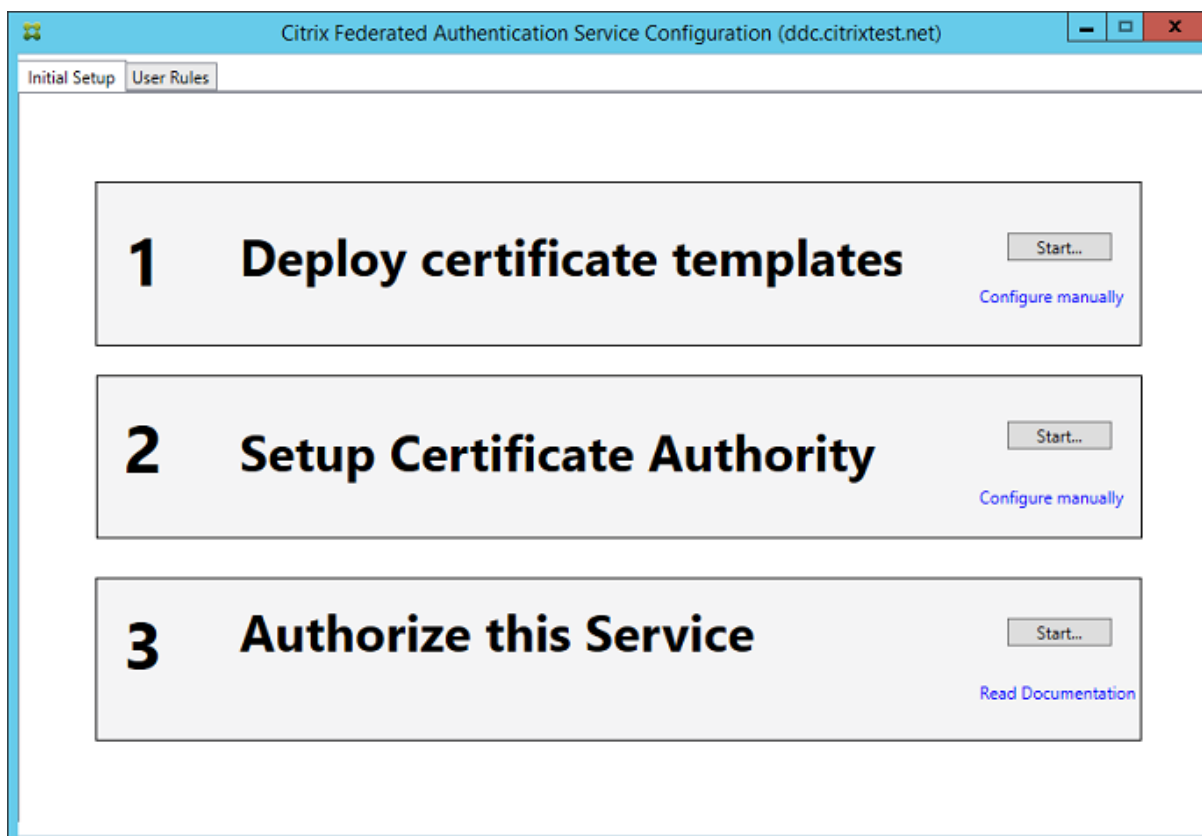 Citrix Federated Authentication Service Configuration (ddc.citrixtest.net)
Initial Setup
User Rules
1
Deploy certificate templates
Start...
Configure manually
2
Setup Certificate Authority
Start...
Configure manually
3
Authorize this Service
Start...
Read Documentation